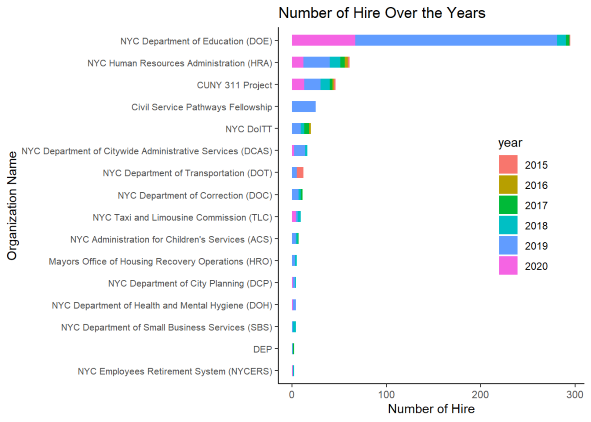 Number of Hire Over the Years
Organization Name
NYC Department of Education (DOE)
NYC Human Resources Administration (HRA)
CUNY 311 Project
Civil Service Pathways Fellowship
NYC DoITT
NYC Department of Citywide Administrative Services (DCAS)
NYC Department of Transportation (DOT)
NYC Department of Correction (DOC)
NYC Taxi and Limousine Commission (TLC)
NYC Administration for Children's Services (ACS)
Mayors Office of Housing Recovery Operations (HRO)
NYC Department of City Planning (DCP)
NYC Department of Health and Mental Hygiene (DOH)
NYC Department of Small Business Services (SBS)
DEP
NYC Employees Retirement System (NYCERS)
year
2015
2016
2017
2018
2019
2020
0 100 200 300
Number of Hire